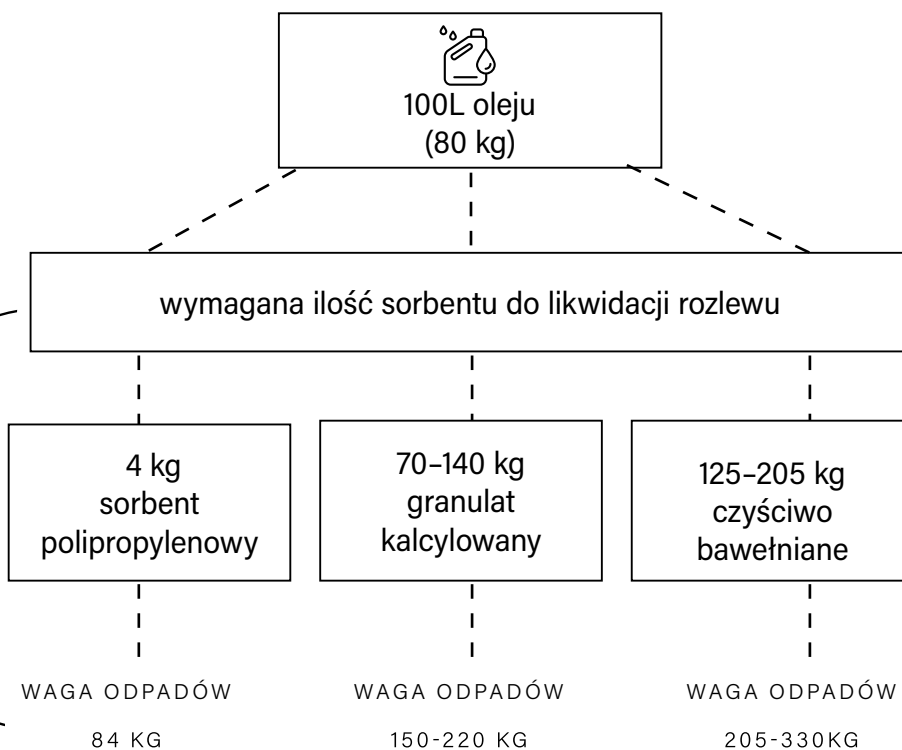 100L oleju
(80 kg)
wymagana ilość sorbentu do likwidacji rozlewu
4 kg
sorbent
polipropylenowy
70–140 kg
granulat
kalcylowany
125–205 kg
czyściwo
bawełniane
WAGA ODPADÓW
84 KG
WAGA ODPADÓW
150-220 KG
WAGA ODPADÓW
205-330KG